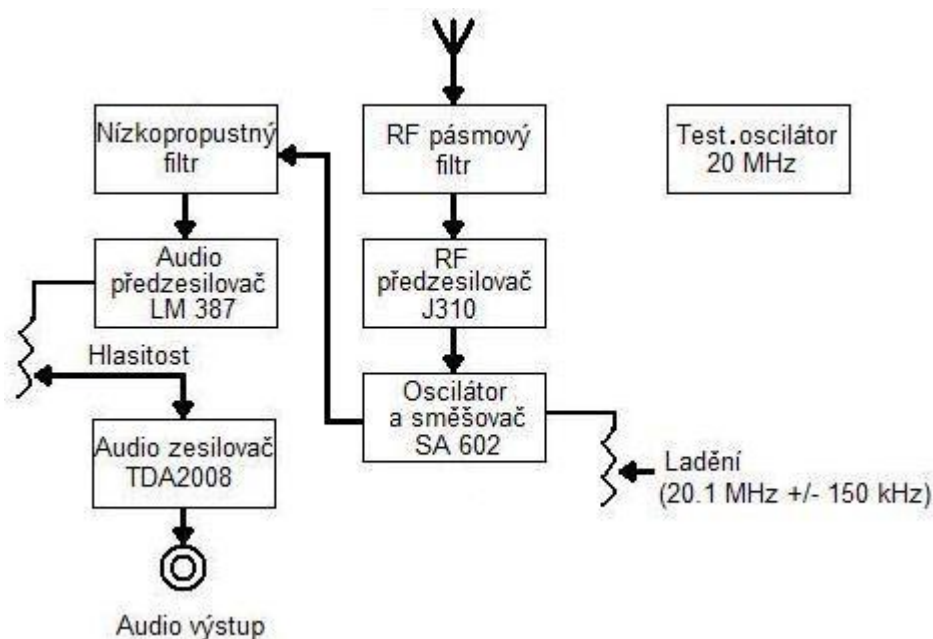 Nízkopropustný
filtr
RF pásmový
filtr
Test.oscilátor
20 MHz
Audio
předzesilovač
LM 387
RF
předzesilovač
J310
Hlasitost
Oscilátor
a směšovač
SA 602
Audio zesilovač
TDA2008
Ladění
(20.1 MHz +/- 150 kHz)
Audio výstup